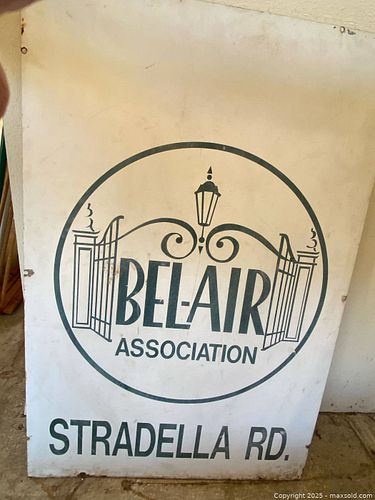 BEL-AIR
ASSOCIATION
STRADELLA RD.
Copyright 2025 - maxsold.com